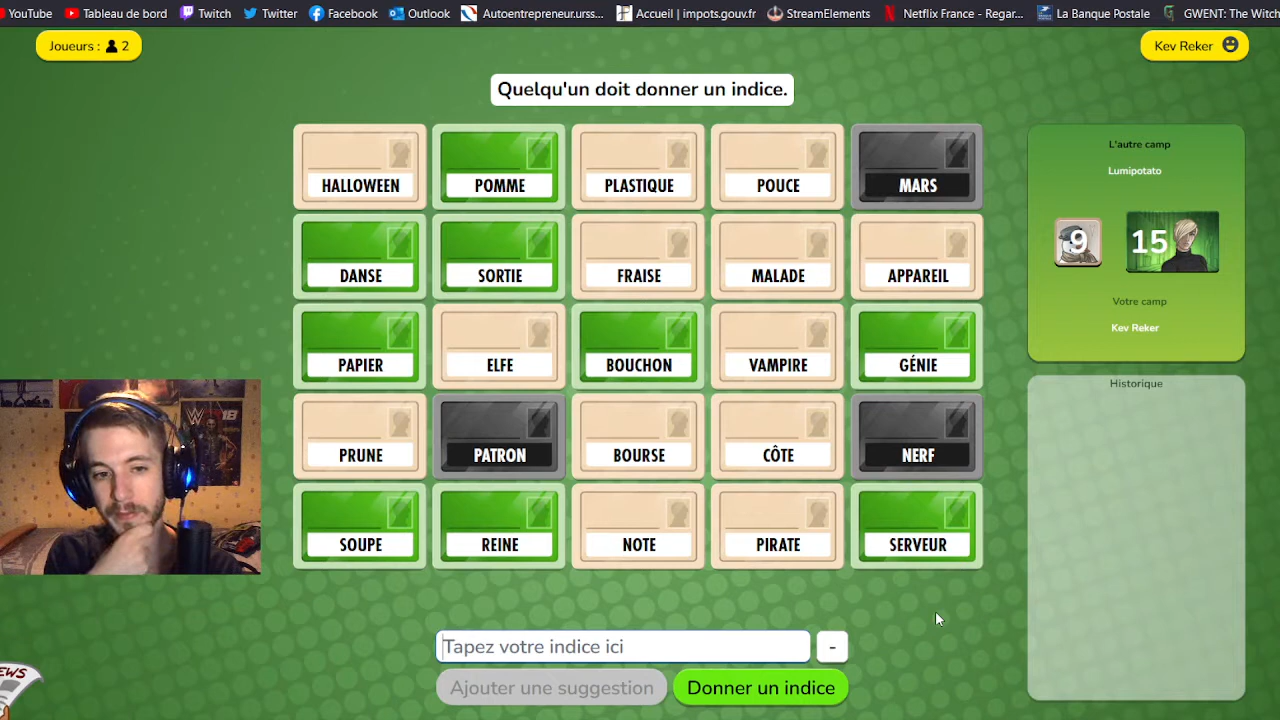 YouTube Tableau de bord Twitch Twitter Facebook Outlook Autoentrepreneur.urss... Accueil | impots.gouv.fr StreamElements Netflix France - Regar... La Banque Postale GWENT: The Witch
Joueurs : 2
Kev Reker
Quelqu'un doit donner un indice.
HALLOWEEN POMME PLASTIQUE POUCE MARS
DANSE SORTIE FRAISE MALADE APPAREIL
PAPIER ELFE BOUCHON VAMPIRE GÉNIE
PRUNE PATRON BOURSE CÔTE NERF
SOUPE REINE NOTE PIRATE SERVEUR
L'autre camp
Lumipotato
9 15
Votre camp
Kev Reker
Historique
Tapez votre indice ici -
Ajouter une suggestion Donner un indice